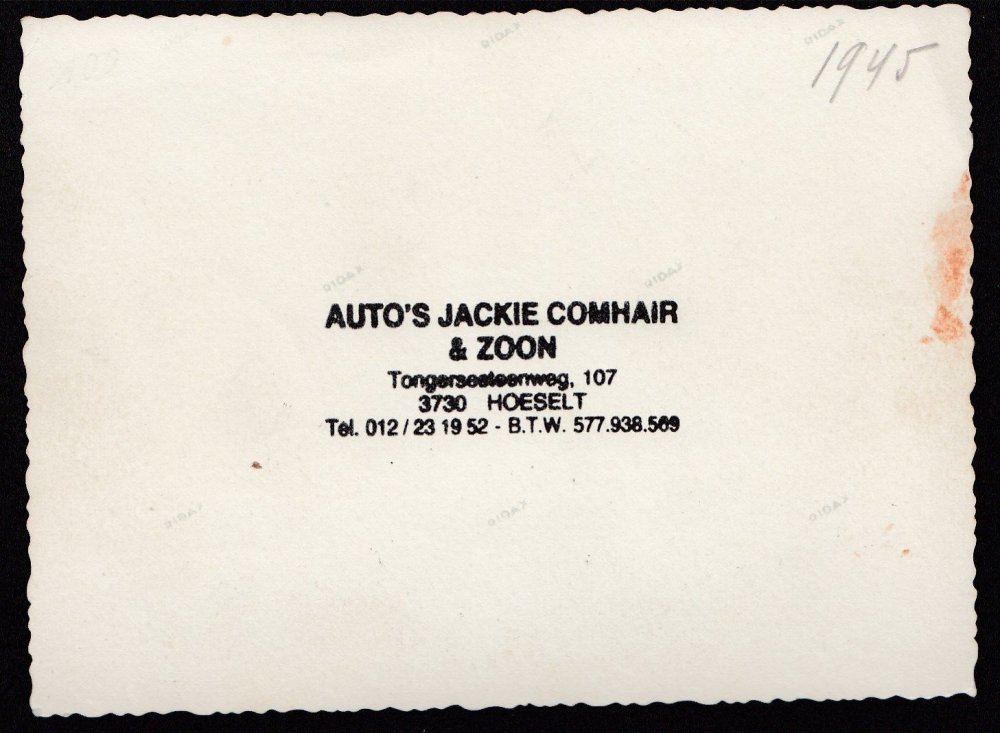 1945
AUTO'S JACKIE COMHAIR
& ZOON
Tongersesteenweg, 107
3730 HOESELT
Tel. 012 / 23 19 52 - B.T.W. 577.938.569